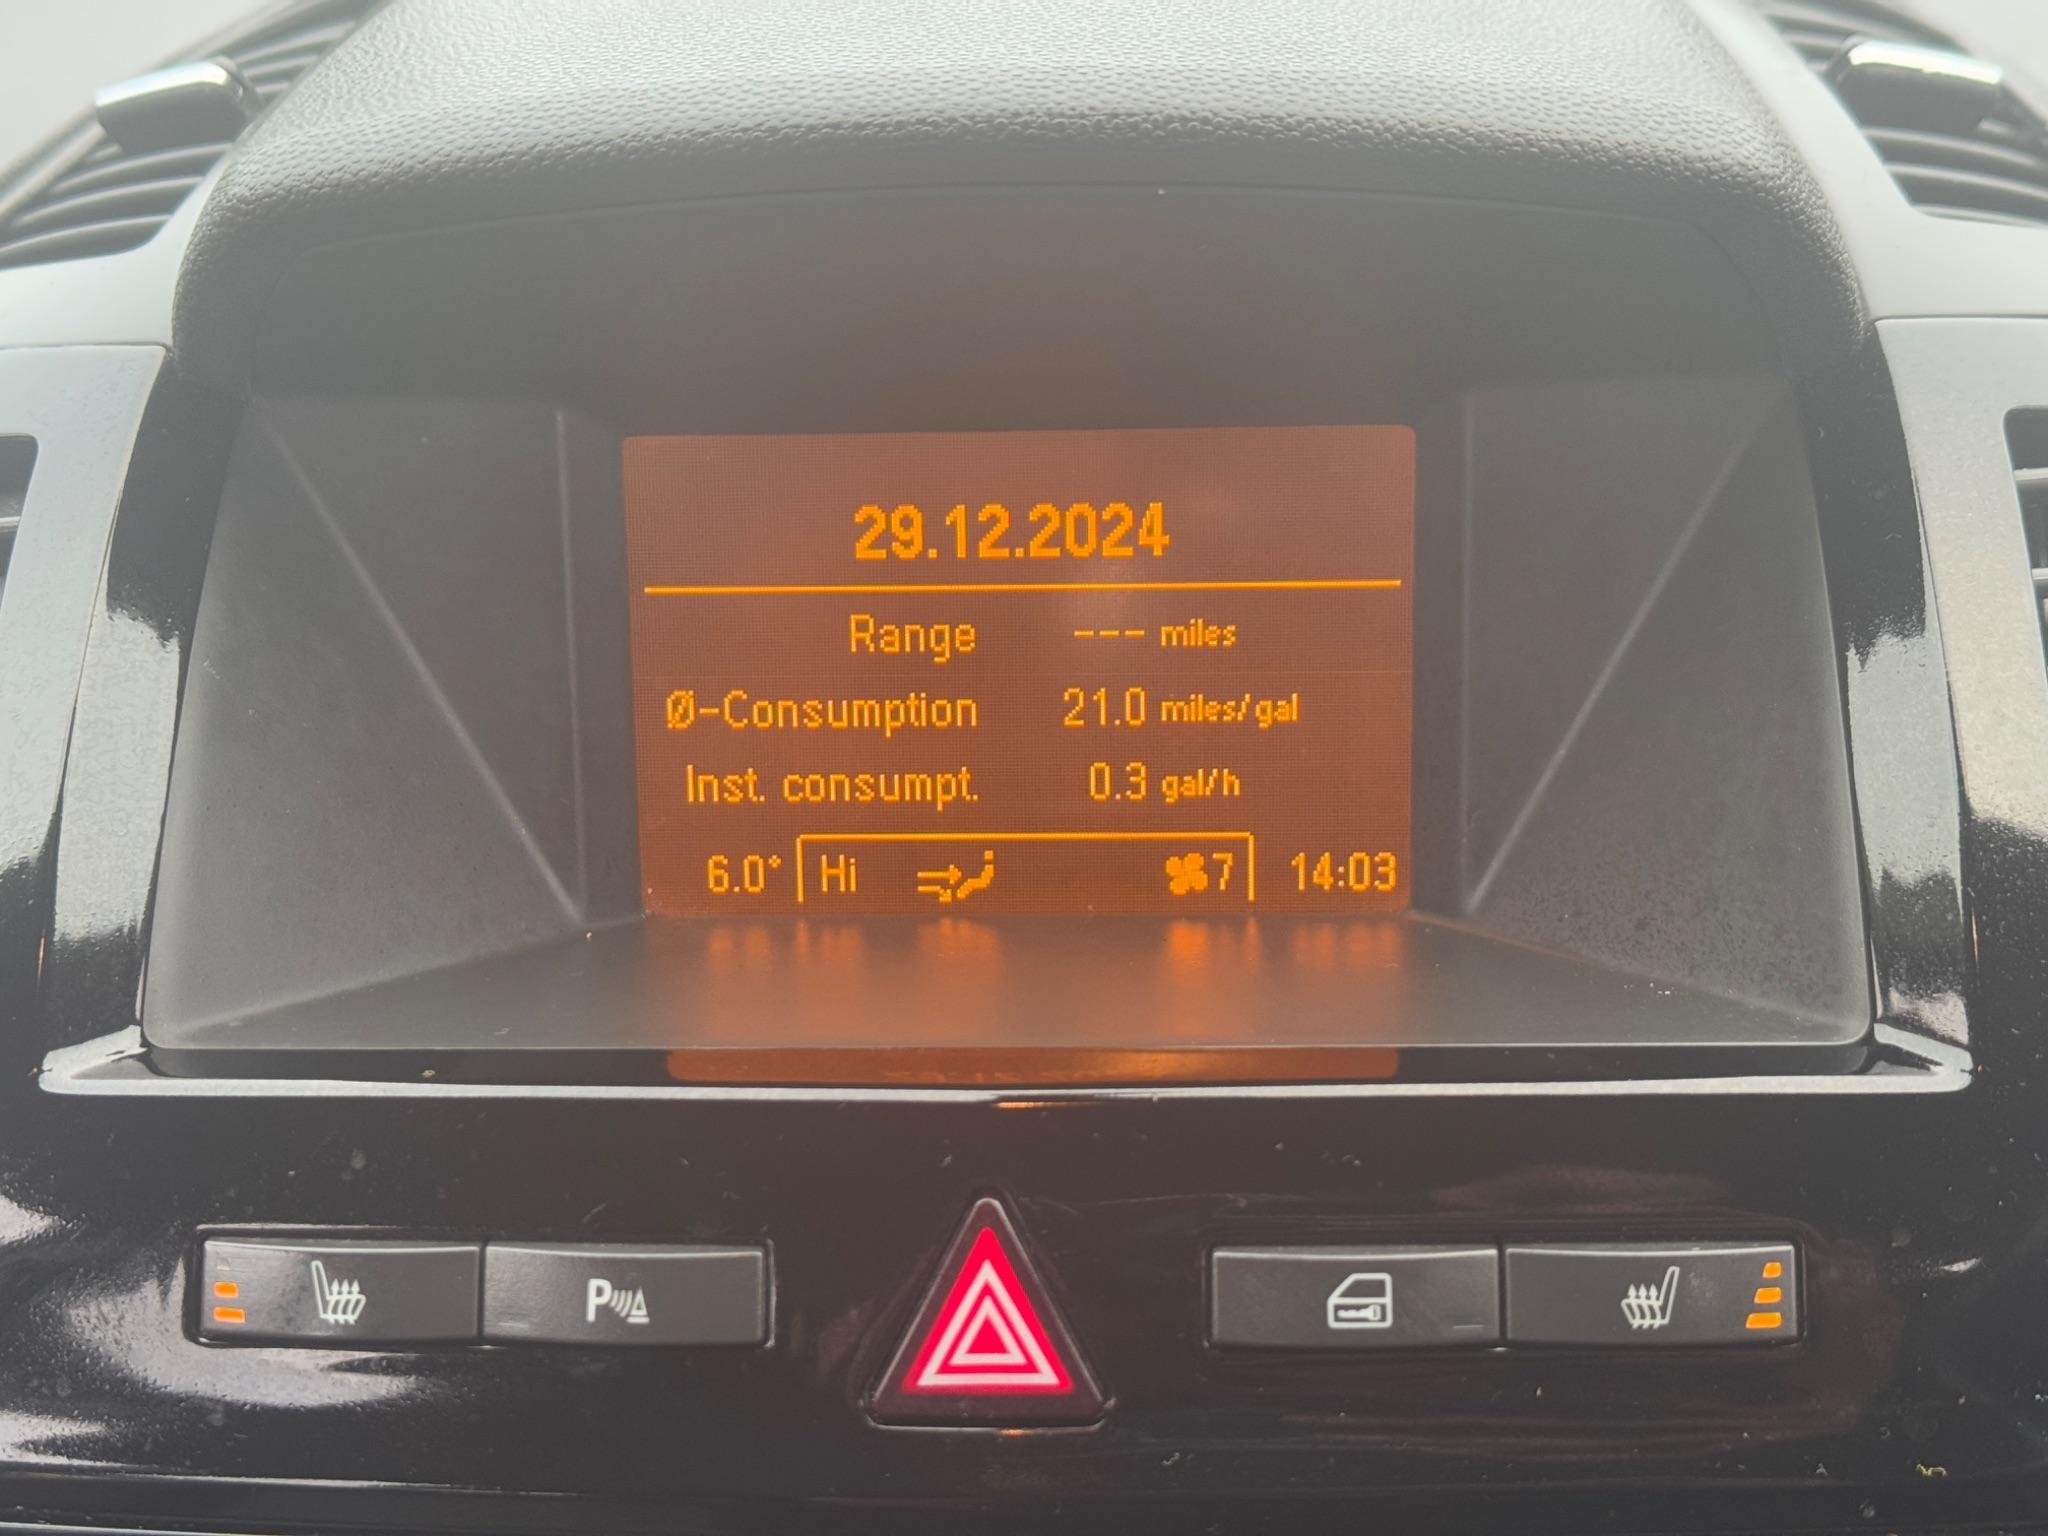 29.12.2024
Range --- miles
Ø-Consumption 21.0 miles/gal
Inst. consumpt. 0.3 gal/h
6.0° Hi 7 14:03
P